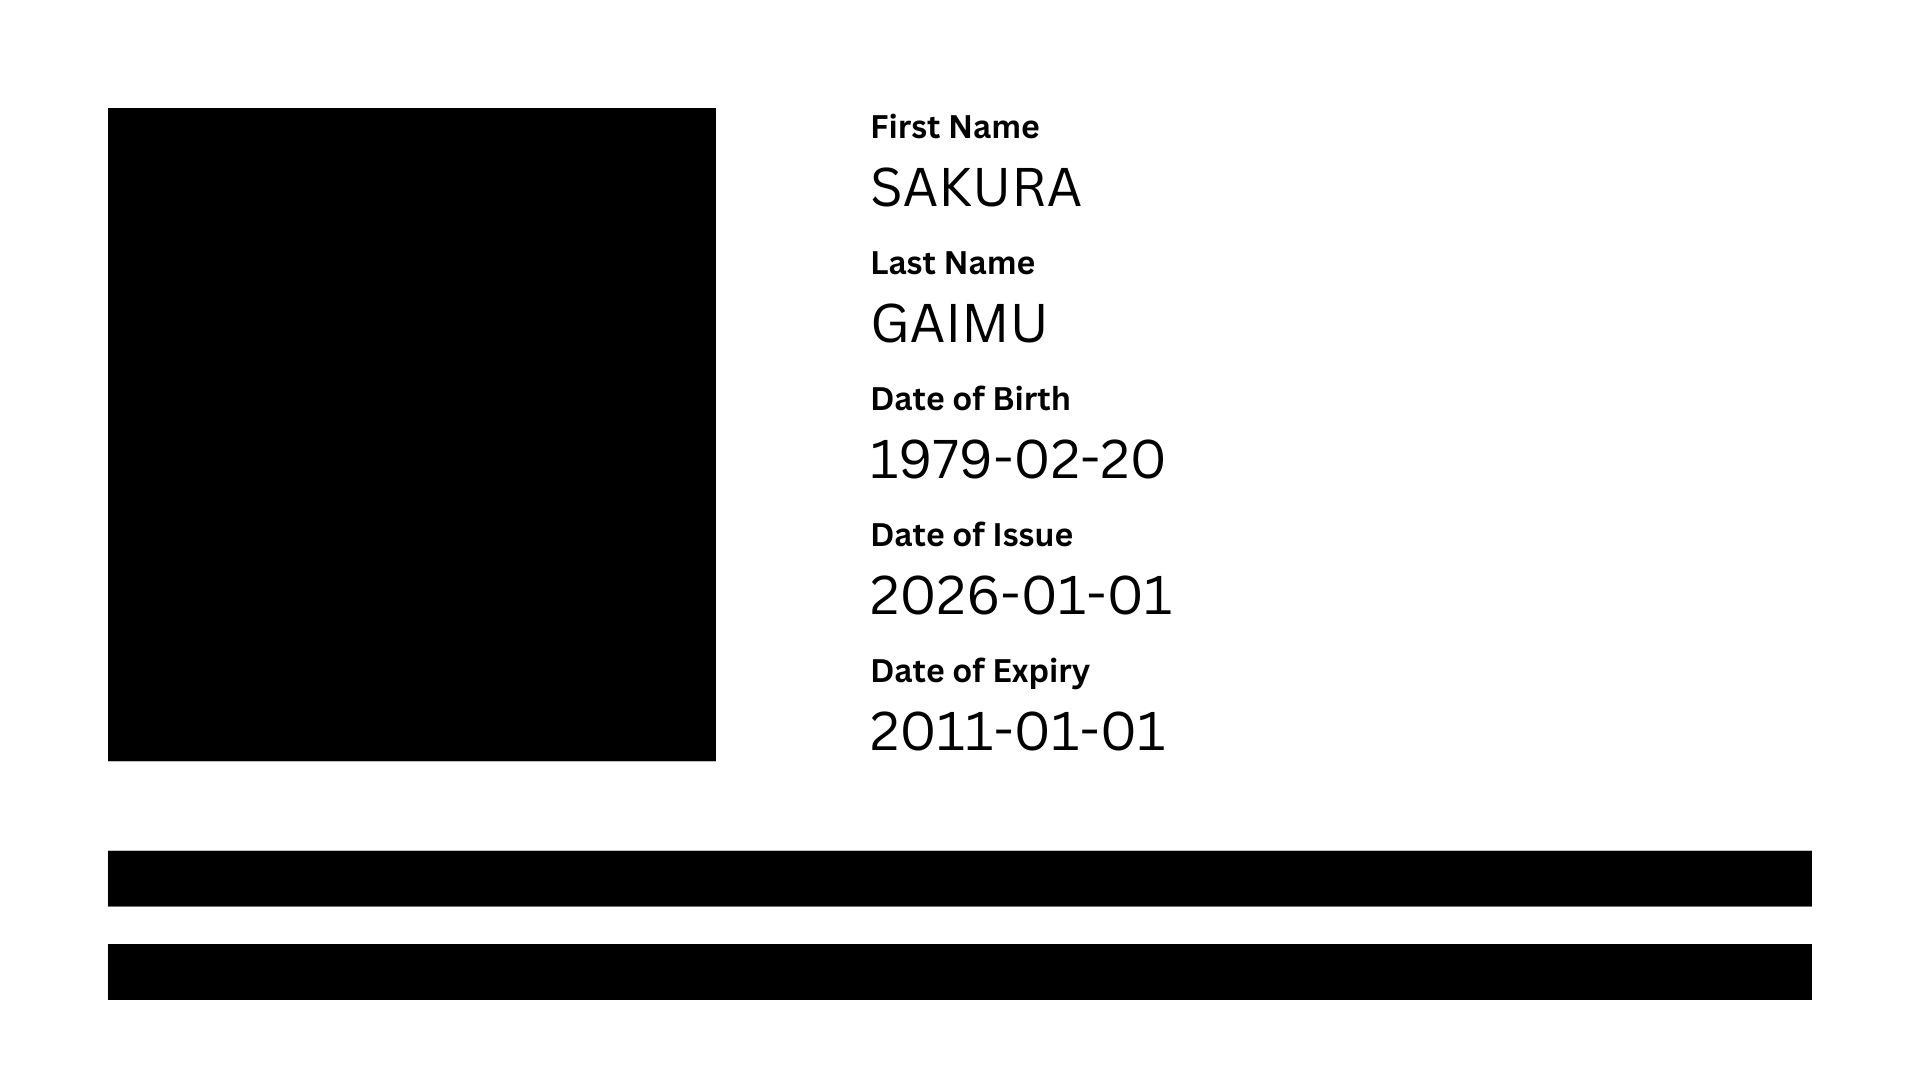 First Name
SAKURA
Last Name
GAIMU
Date of Birth
1979-02-20
Date of Issue
2026-01-01
Date of Expiry
2011-01-01